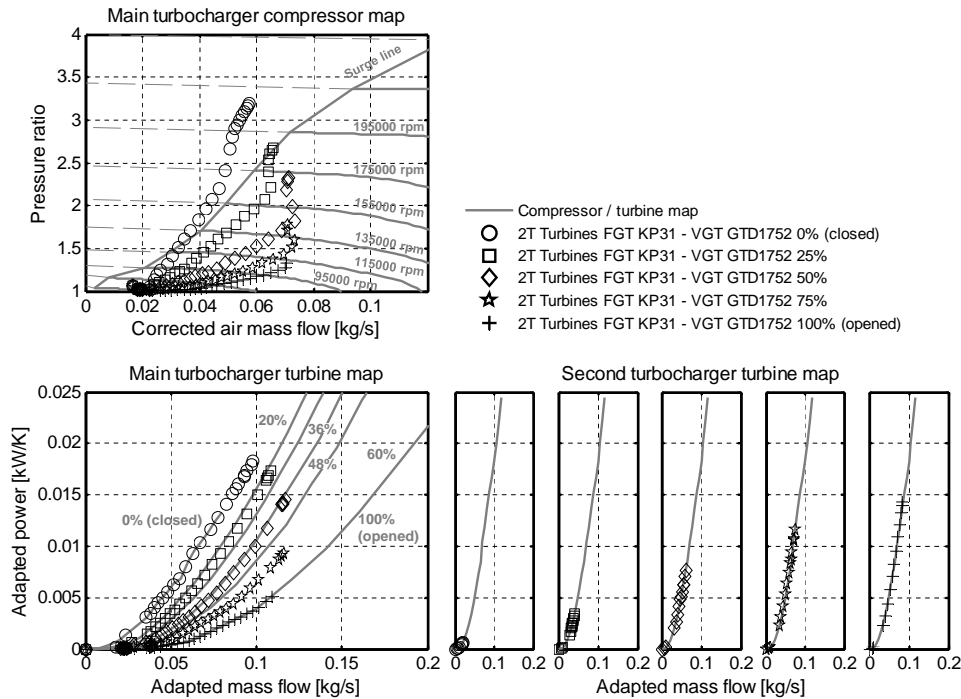 Main turbocharger compressor map
4
3.5
3
2.5
2
1.5
1
Pressure ratio
Surge line
195000 rpm
175000 rpm
155000 rpm
135000 rpm
115000 rpm
95000 rpm
0.02 0.04 0.06 0.08 0.1
Corrected air mass flow [kg/s]
Compressor / turbine map
2T Turbines FGT KP31 - VGT GTD1752 0% (closed)
2T Turbines FGT KP31 - VGT GTD1752 25%
2T Turbines FGT KP31 - VGT GTD1752 50%
2T Turbines FGT KP31 - VGT GTD1752 75%
2T Turbines FGT KP31 - VGT GTD1752 100% (opened)
Main turbocharger turbine map
0.025
0.02
0.015
0.01
0.005
0
Adapted power [kW/K]
20%
36%
48%
60%
0% (closed)
100%
(opened)
0 0.05 0.1 0.15 0.2
Adapted mass flow [kg/s]
Second turbocharger turbine map
0 0.1 0.2 0 0.1 0.2 0 0.1 0.2 0 0.1 0.2 0 0.1 0.2
Adapted mass flow [kg/s]